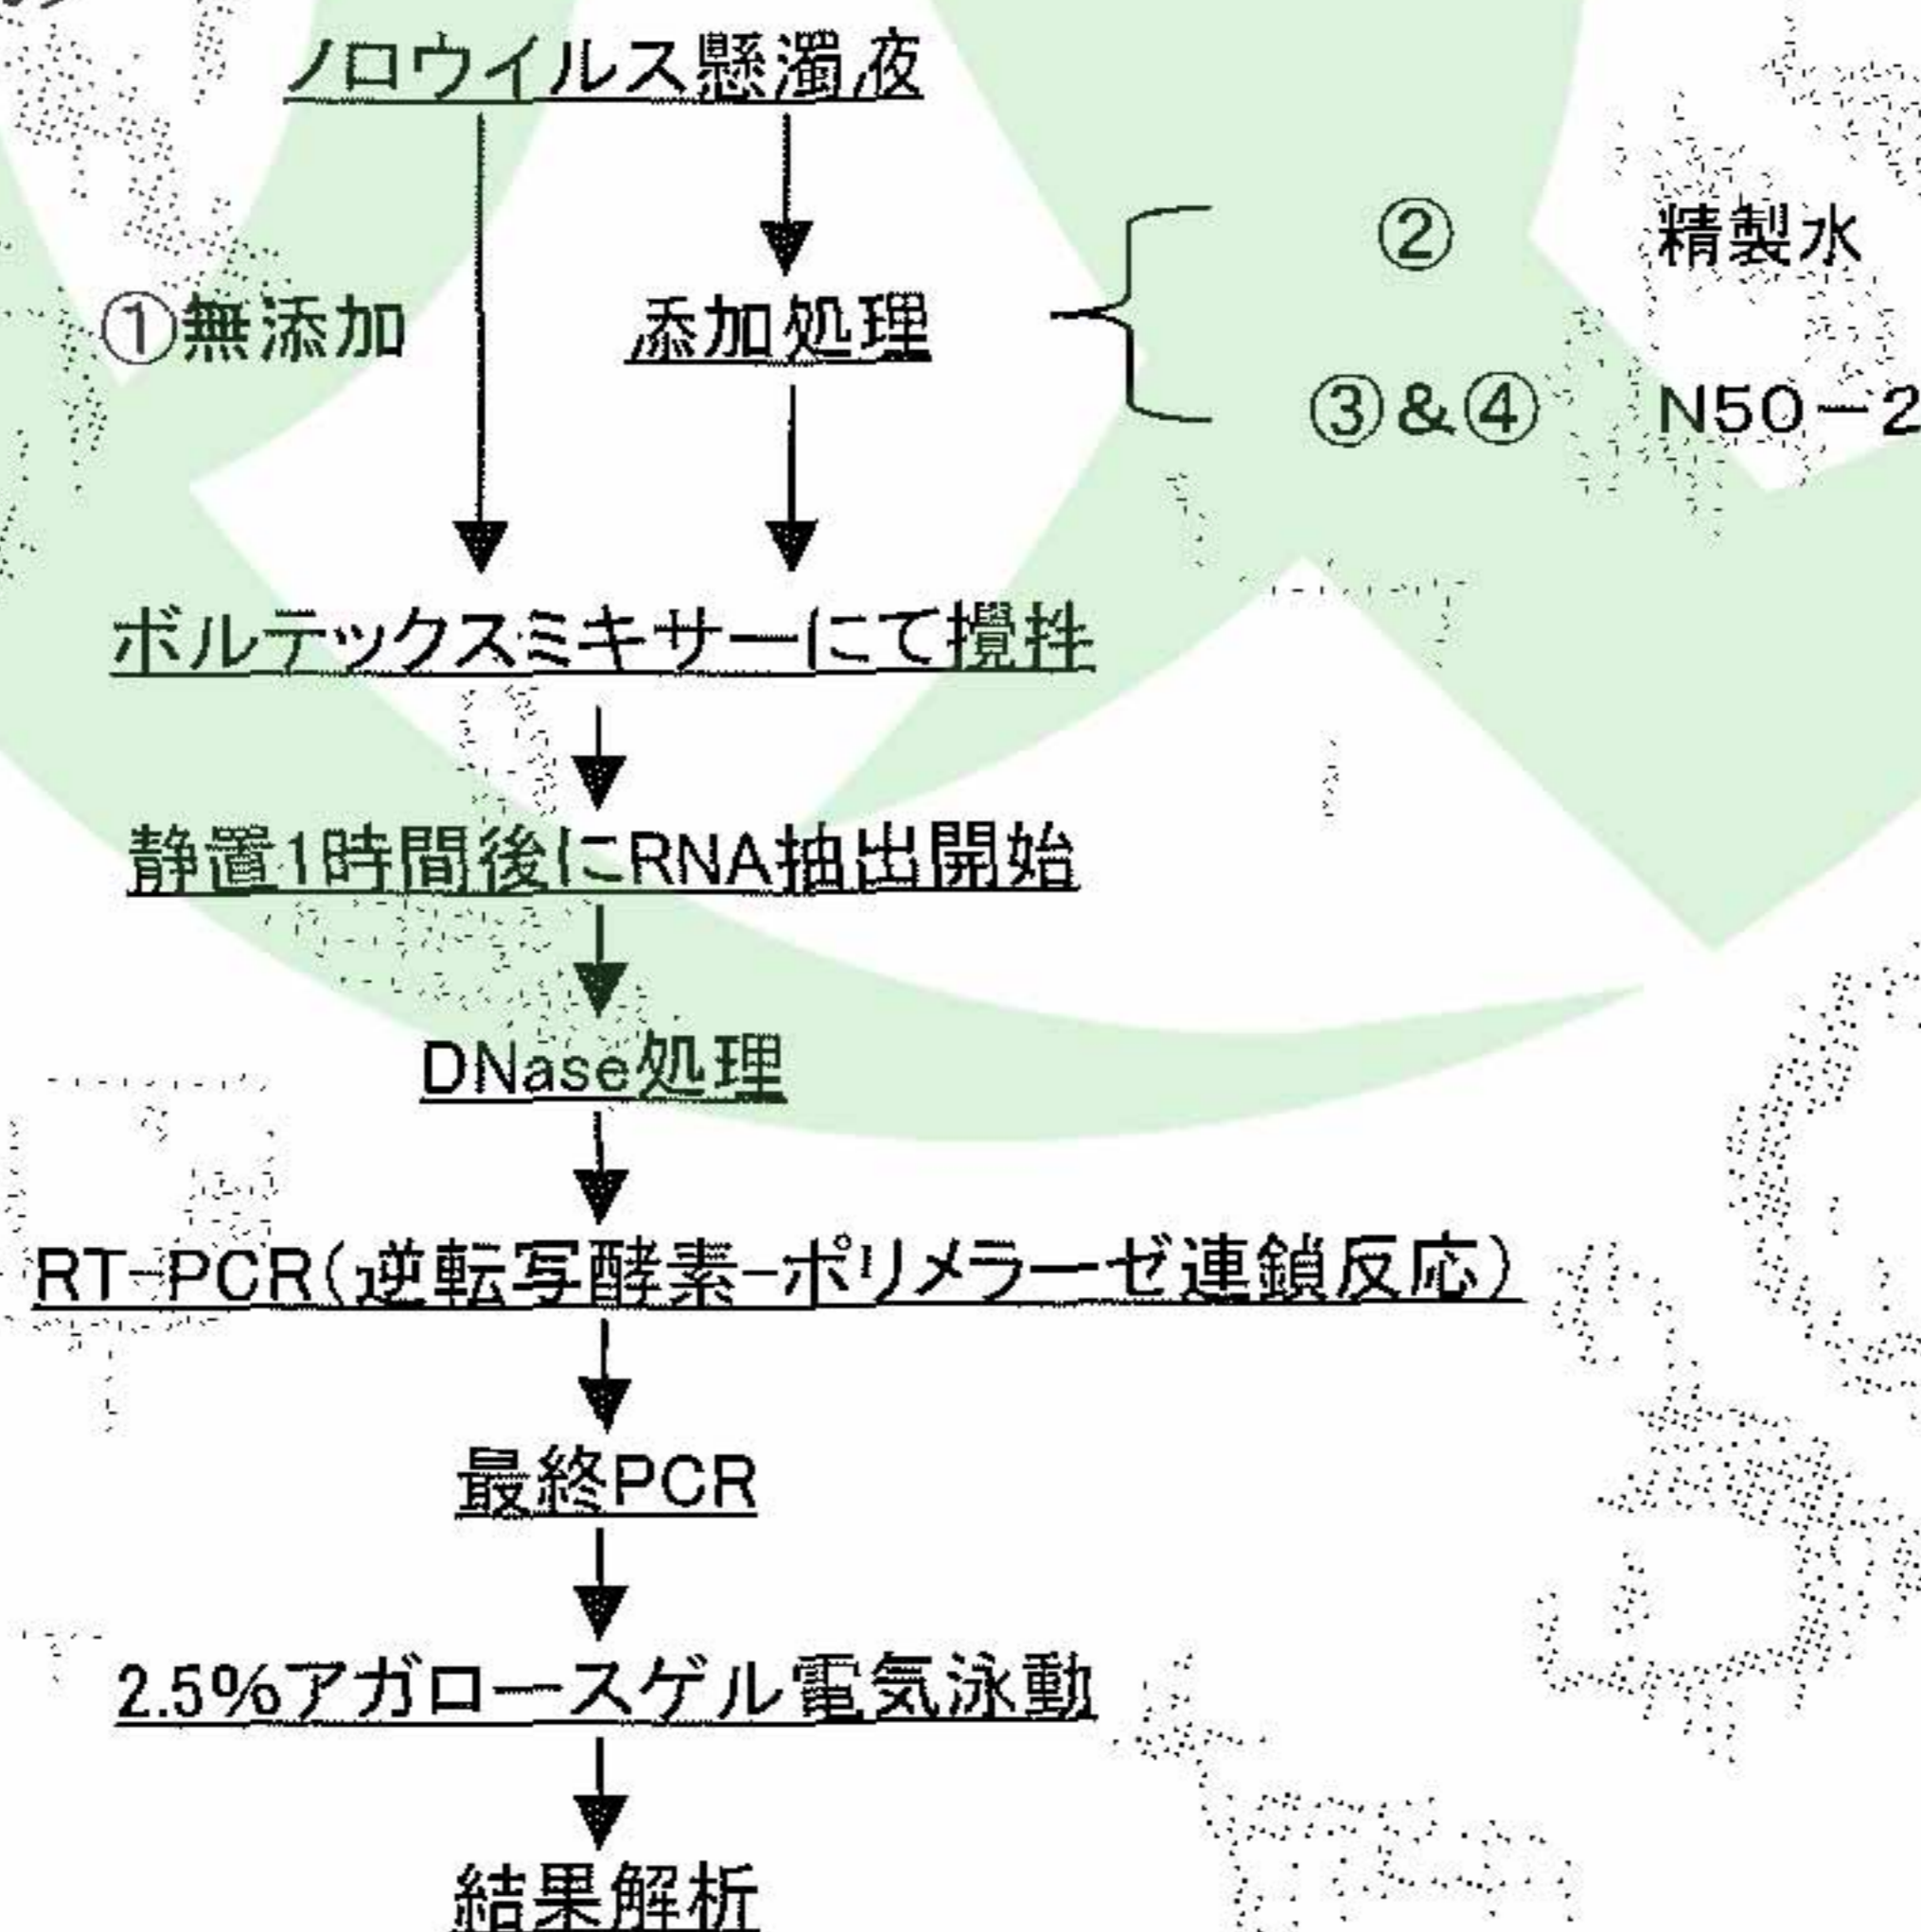 ノロウイルス懸濁夜
② 精製水
①無添加 添加処理
③&④ N50-2
ボルテックスミキサーにて攪拌
静置1時間後にRNA抽出開始
DNase処理
RT-PCR(逆転写酵素-ポリメラーゼ連鎖反応)
最終PCR
2.5%アガロースゲル電気泳動
結果解析